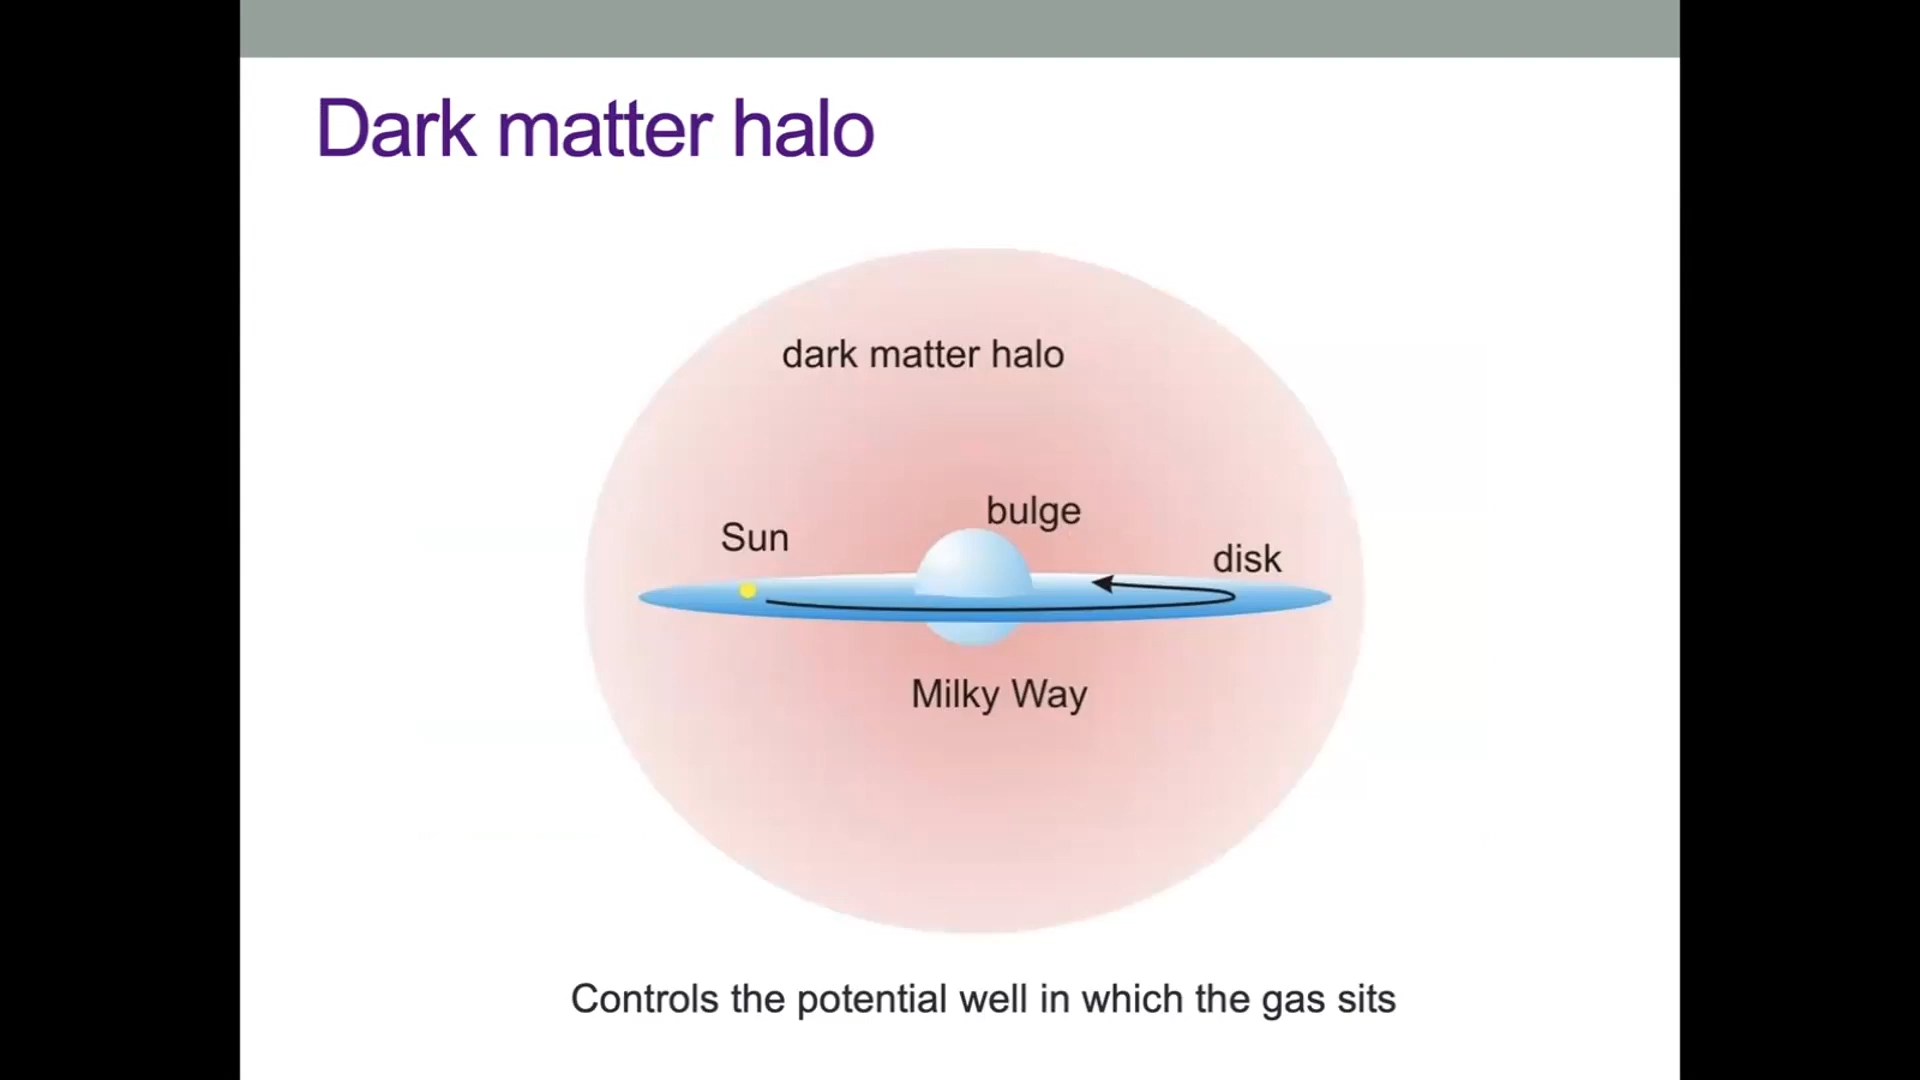 Dark matter halo
dark matter halo
bulge
Sun
disk
Milky Way
Controls the potential well in which the gas sits